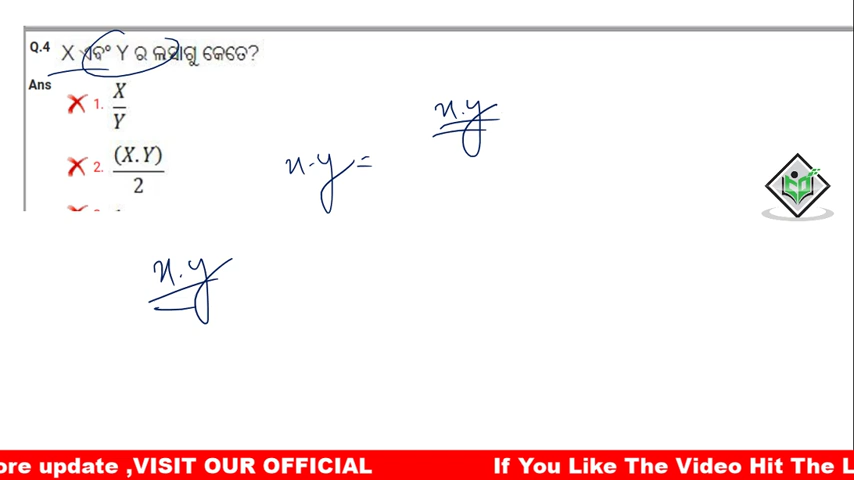 Q.4 X ଏବଂ Y ର ଲସାଗୁ କେତେ?
Ans
1. X/Y
2. (X.Y)/2
x.y
x.y =
x.y
ore update ,VISIT OUR OFFICIAL If You Like The Video Hit The L